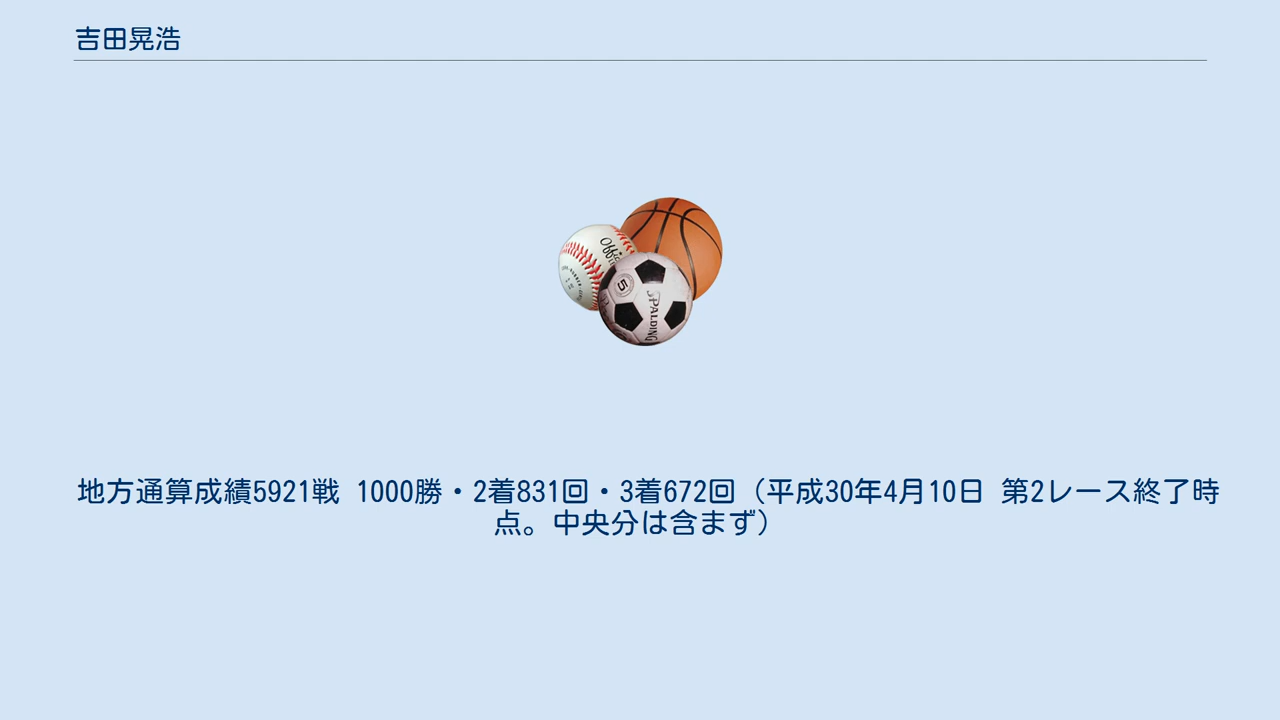 吉田晃浩
Offi
5
SPALDING
地方通算成績5921戦 1000勝・2着831回・3着672回（平成30年4月10日 第2レース終了時
点。中央分は含まず）